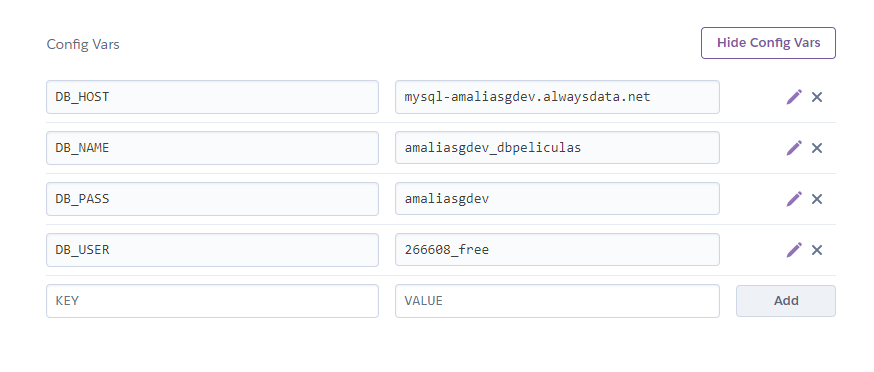 Config Vars
Hide Config Vars
DB_HOST mysql-amaliasgdev.alwaysdata.net
DB_NAME amaliasgdev_dbpeliculas
DB_PASS amaliasgdev
DB_USER 266608_free
KEY VALUE Add